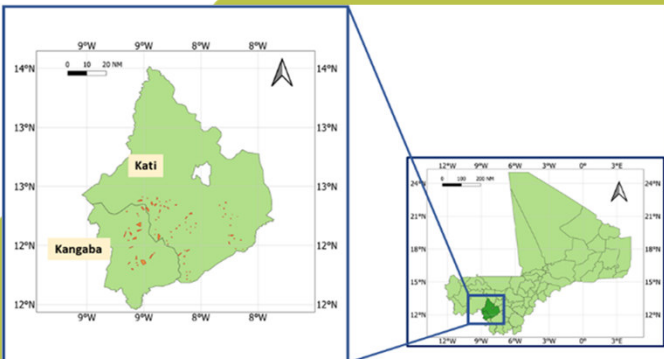 9°W 9°W 8°W 8°W
0 10 20 NM
14°N 14°N
13°N 13°N
Kati
13°N 13°N
Kangaba
12°N 12°N
12°N 12°N
9°W 9°W 8°W 8°W
12°W 9°W 6°W 3°W 0° 3°E
0 100 200 NM
24°N 24°N
21°N 21°N
18°N 18°N
15°N 15°N
12°N 12°N
12°W 9°W 6°W 3°W 0° 3°E